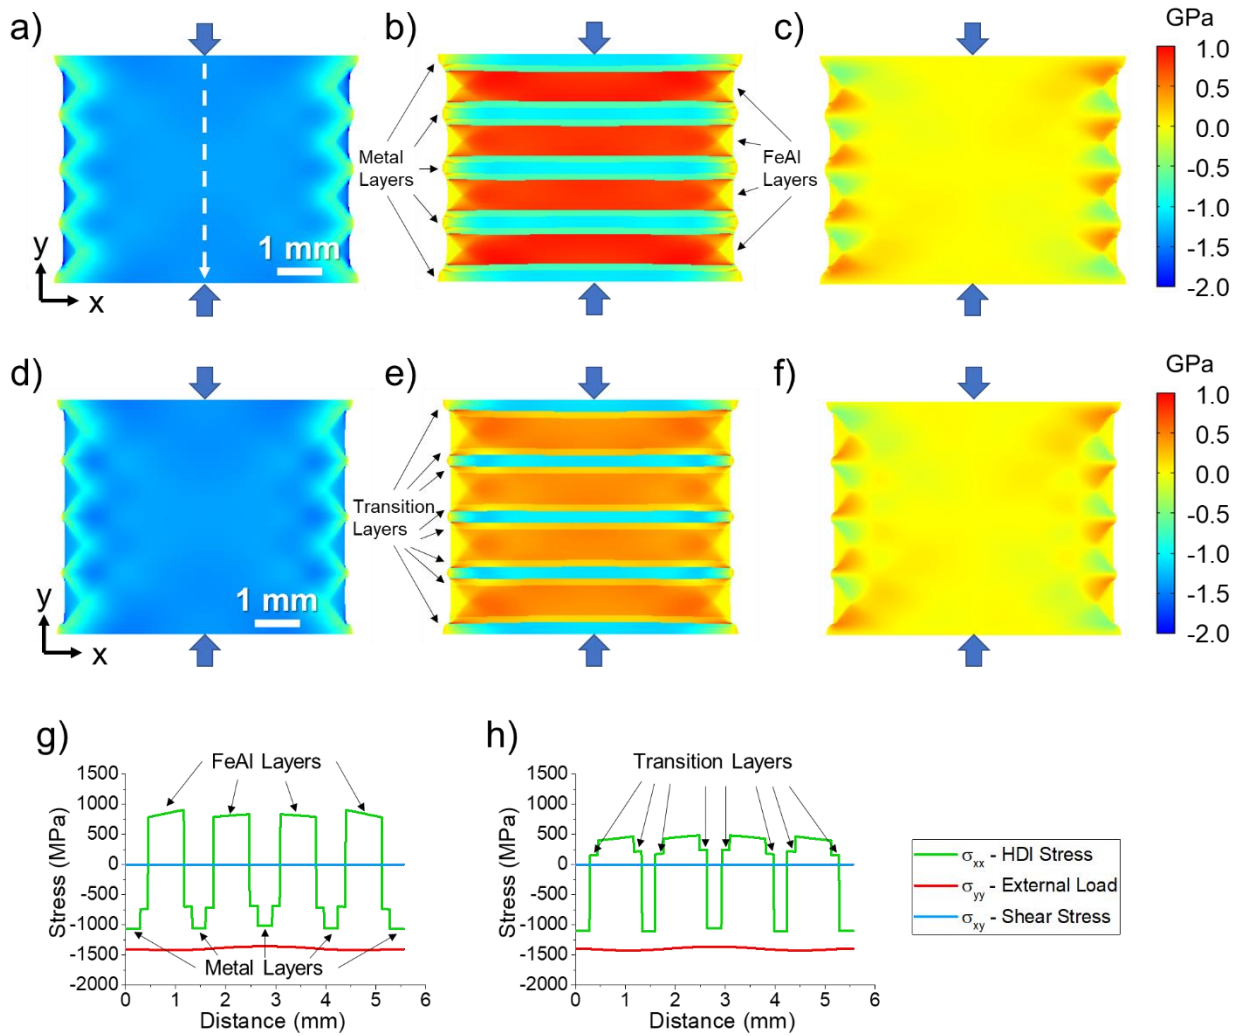 a)
b)
c)
GPa
1.0
0.5
0.0
-0.5
-1.0
-1.5
-2.0
Metal
Layers
FeAl
Layers
1 mm
y
x
d)
e)
f)
GPa
1.0
0.5
0.0
-0.5
-1.0
-1.5
-2.0
Transition
Layers
1 mm
y
x
g)
Stress (MPa)
1500
1000
500
0
-500
-1000
-1500
-2000
FeAl Layers
Metal Layers
0 1 2 3 4 5 6
Distance (mm)
h)
Stress (MPa)
1500
1000
500
0
-500
-1000
-1500
-2000
Transition Layers
0 1 2 3 4 5 6
Distance (mm)
σxx - HDI Stress
σyy - External Load
σxy - Shear Stress